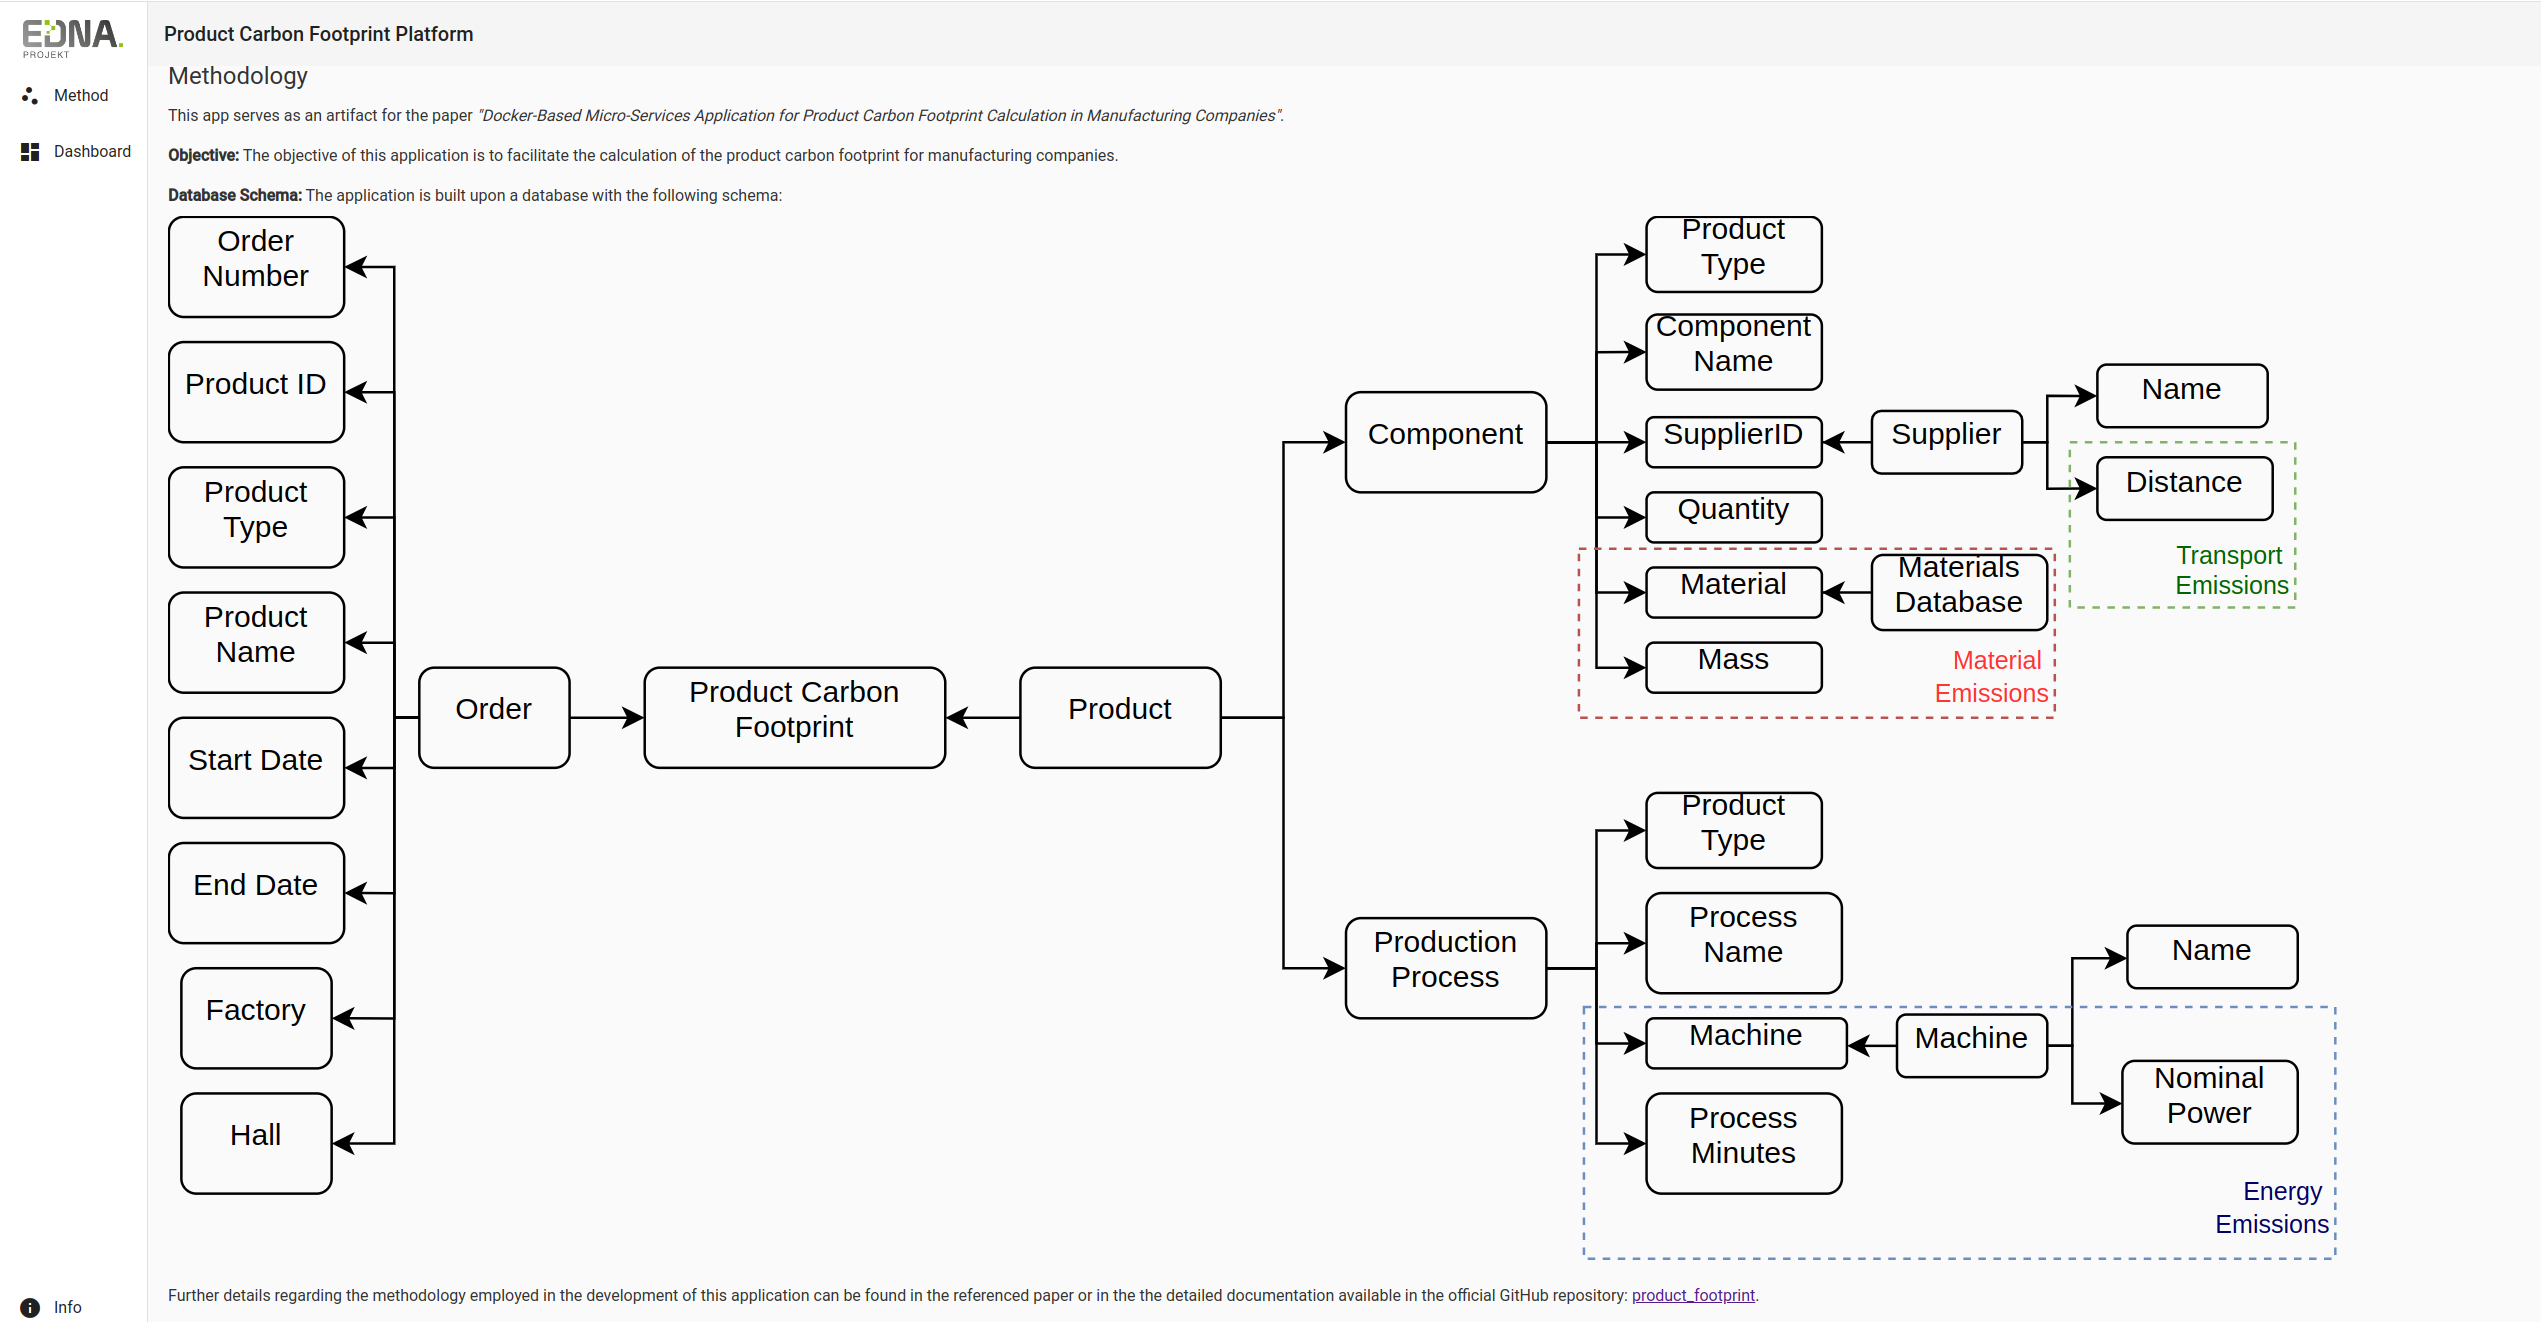 EDNA.
PROJEKT
Method
Dashboard
Info
Product Carbon Footprint Platform
Methodology
This app serves as an artifact for the paper "Docker-Based Micro-Services Application for Product Carbon Footprint Calculation in Manufacturing Companies".
Objective: The objective of this application is to facilitate the calculation of the product carbon footprint for manufacturing companies.
Database Schema: The application is built upon a database with the following schema:
Order
Number
Product ID
Product
Type
Product
Name
Start Date
End Date
Factory
Hall
Order
Product Carbon
Footprint
Product
Component
Product
Type
Component
Name
SupplierID
Quantity
Material
Mass
Supplier
Name
Distance
Transport
Emissions
Materials
Database
Material
Emissions
Production
Process
Product
Type
Process
Name
Machine
Process
Minutes
Machine
Name
Nominal
Power
Energy
Emissions
Further details regarding the methodology employed in the development of this application can be found in the referenced paper or in the the detailed documentation available in the official GitHub repository: product_footprint.